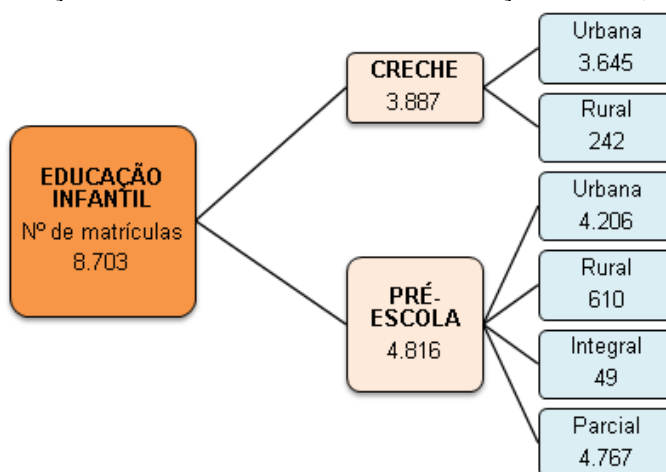 EDUCAÇÃO
INFANTIL
Nº de matrículas
8.703
CRECHE
3.887
Urbana
3.645
Rural
242
PRÉ-
ESCOLA
4.816
Urbana
4.206
Rural
610
Integral
49
Parcial
4.767